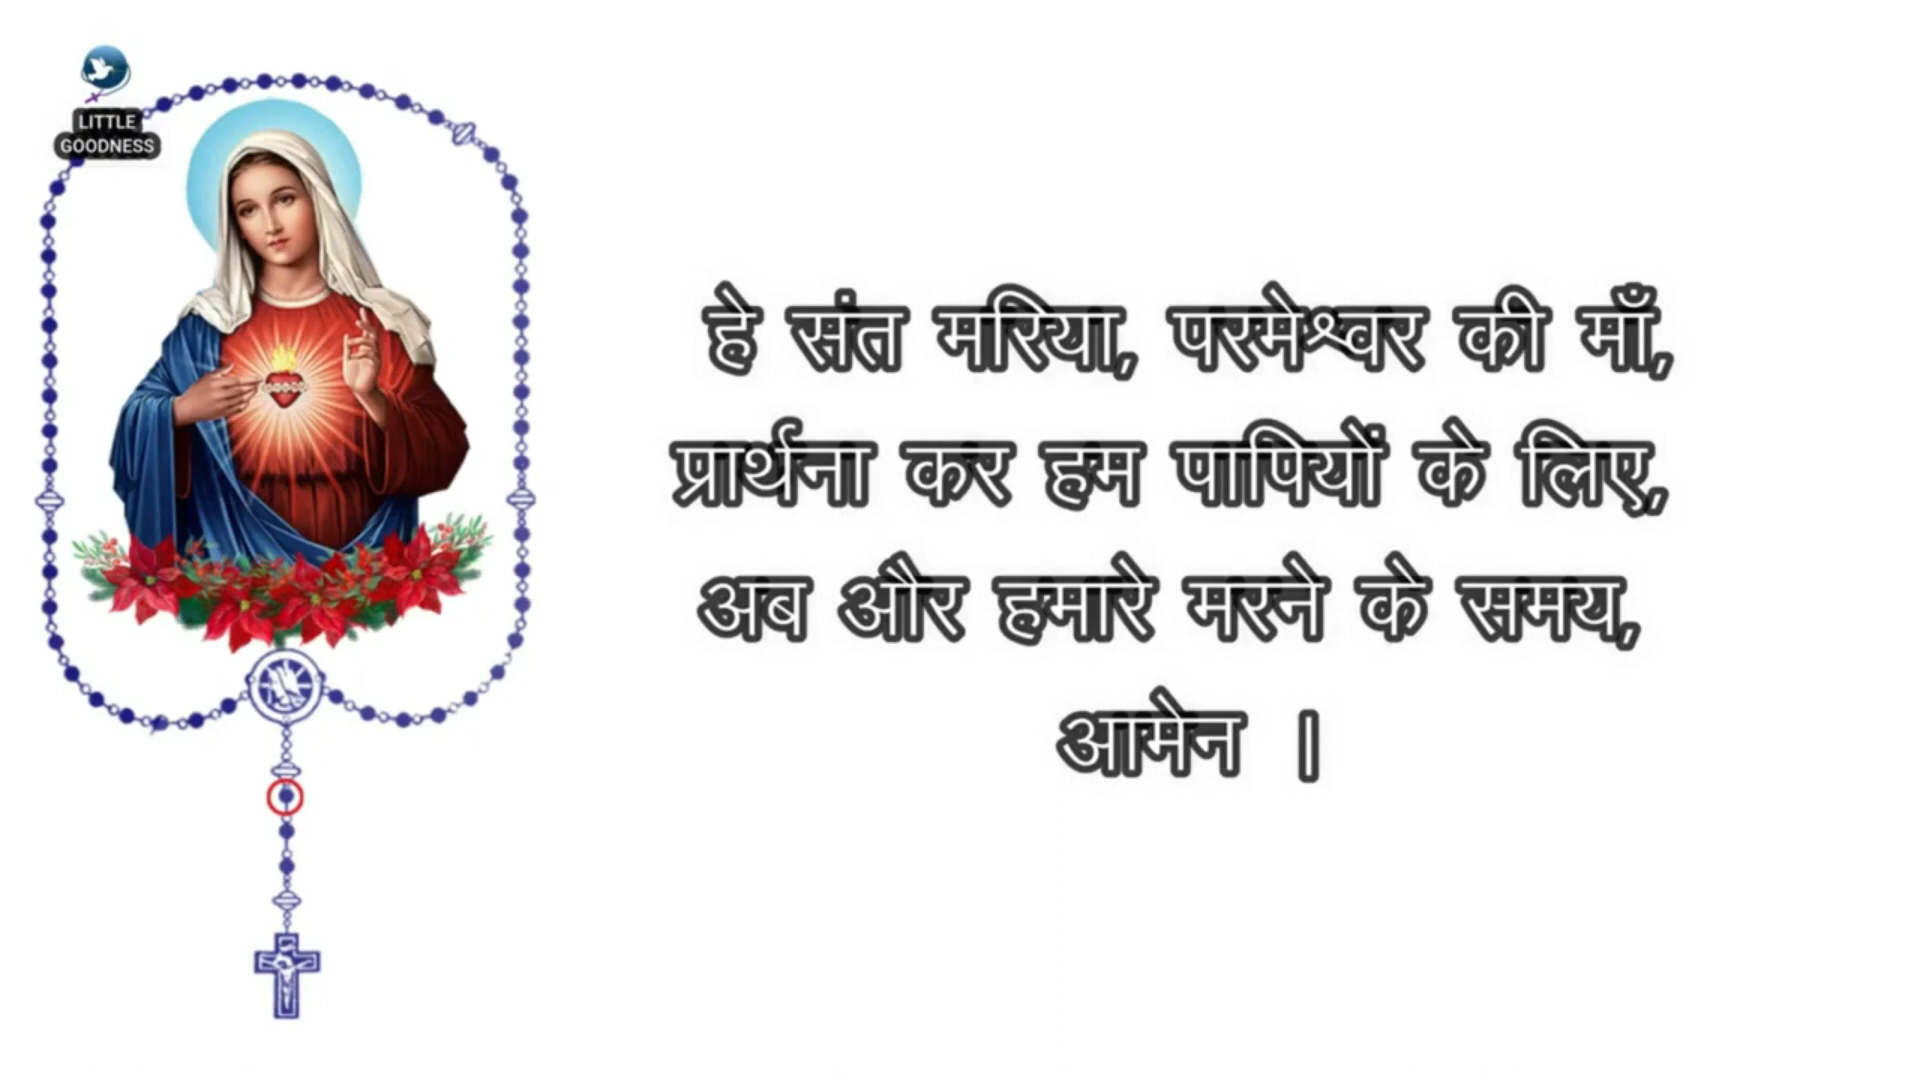 LITTLE
GOODNESS
हे संत मरिया, परमेश्वर की माँ,
प्रार्थना कर हम पापियों के लिए,
अब और हमारे मरने के समय,
आमेन ।